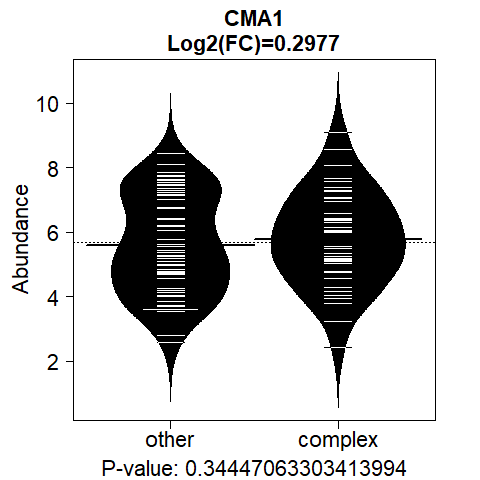 CMA1
Log2(FC)=0.2977
Abundance
10
8
6
4
2
other complex
P-value: 0.34447063303413994